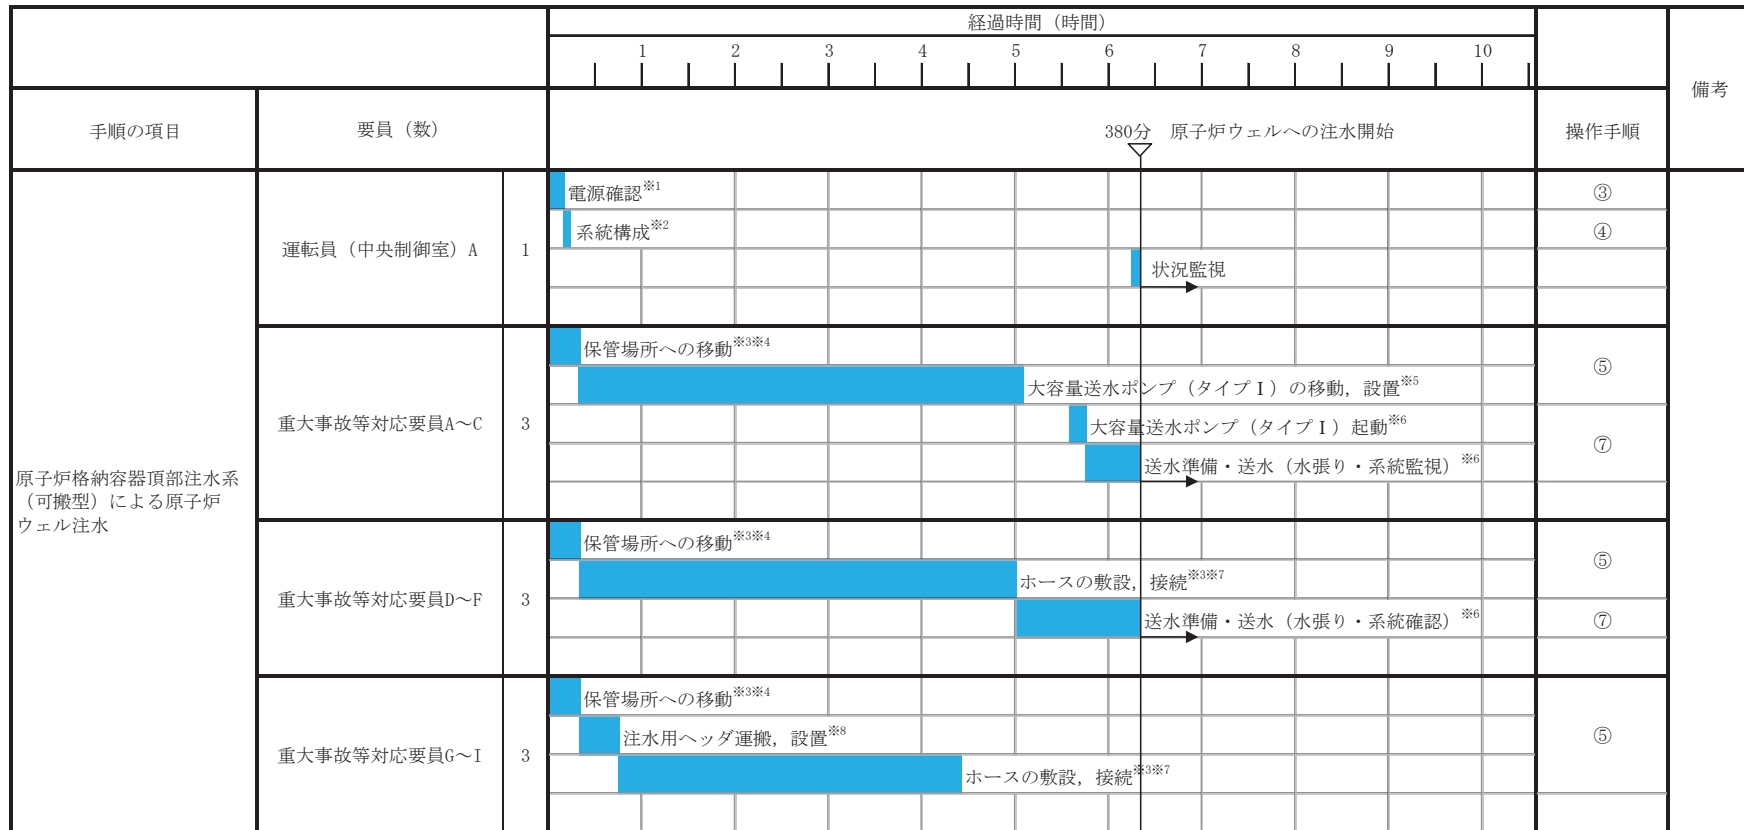 経過時間（時間）
1 2 3 4 5 6 7 8 9 10
備考
手順の項目
要員（数）
380分 原子炉ウェルへの注水開始
操作手順
原子炉格納容器頂部注水系
（可搬型）による原子炉
ウェル注水
運転員（中央制御室）A
1
電源確認※1
③
系統構成※2
④
状況監視
重大事故等対応要員A～C
3
保管場所への移動※3※4
⑤
大容量送水ポンプ（タイプⅠ）の移動，設置※5
大容量送水ポンプ（タイプⅠ）起動※6
⑦
送水準備・送水（水張り・系統監視）※6
重大事故等対応要員D～F
3
保管場所への移動※3※4
⑤
ホースの敷設，接続※3※7
送水準備・送水（水張り・系統確認）※6
⑦
重大事故等対応要員G～I
3
保管場所への移動※3※4
注水用ヘッダ運搬，設置※8
⑤
ホースの敷設，接続※3※7